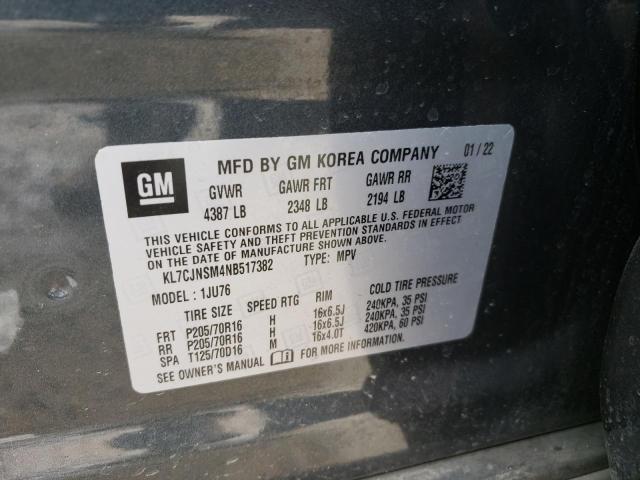 GM
MFD BY GM KOREA COMPANY 01 / 22
GVWR GAWR FRT GAWR RR
4387 LB 2348 LB 2194 LB
THIS VEHICLE CONFORMS TO ALL APPLICABLE U.S. FEDERAL MOTOR
VEHICLE SAFETY AND THEFT PREVENTION STANDARDS IN EFFECT
ON THE DATE OF MANUFACTURE SHOWN ABOVE.
KL7CJNSM4NB517382 TYPE: MPV
MODEL: 1JU76
TIRE SIZE SPEED RTG RIM COLD TIRE PRESSURE
FRT P205/70R16 H 16x6.5J 240KPA, 35 PSI
RR P205/70R16 H 16x6.5J 240KPA, 35 PSI
SPA T125/70D16 M 16x4.0T 420KPA, 60 PSI
SEE OWNER'S MANUAL FOR MORE INFORMATION.